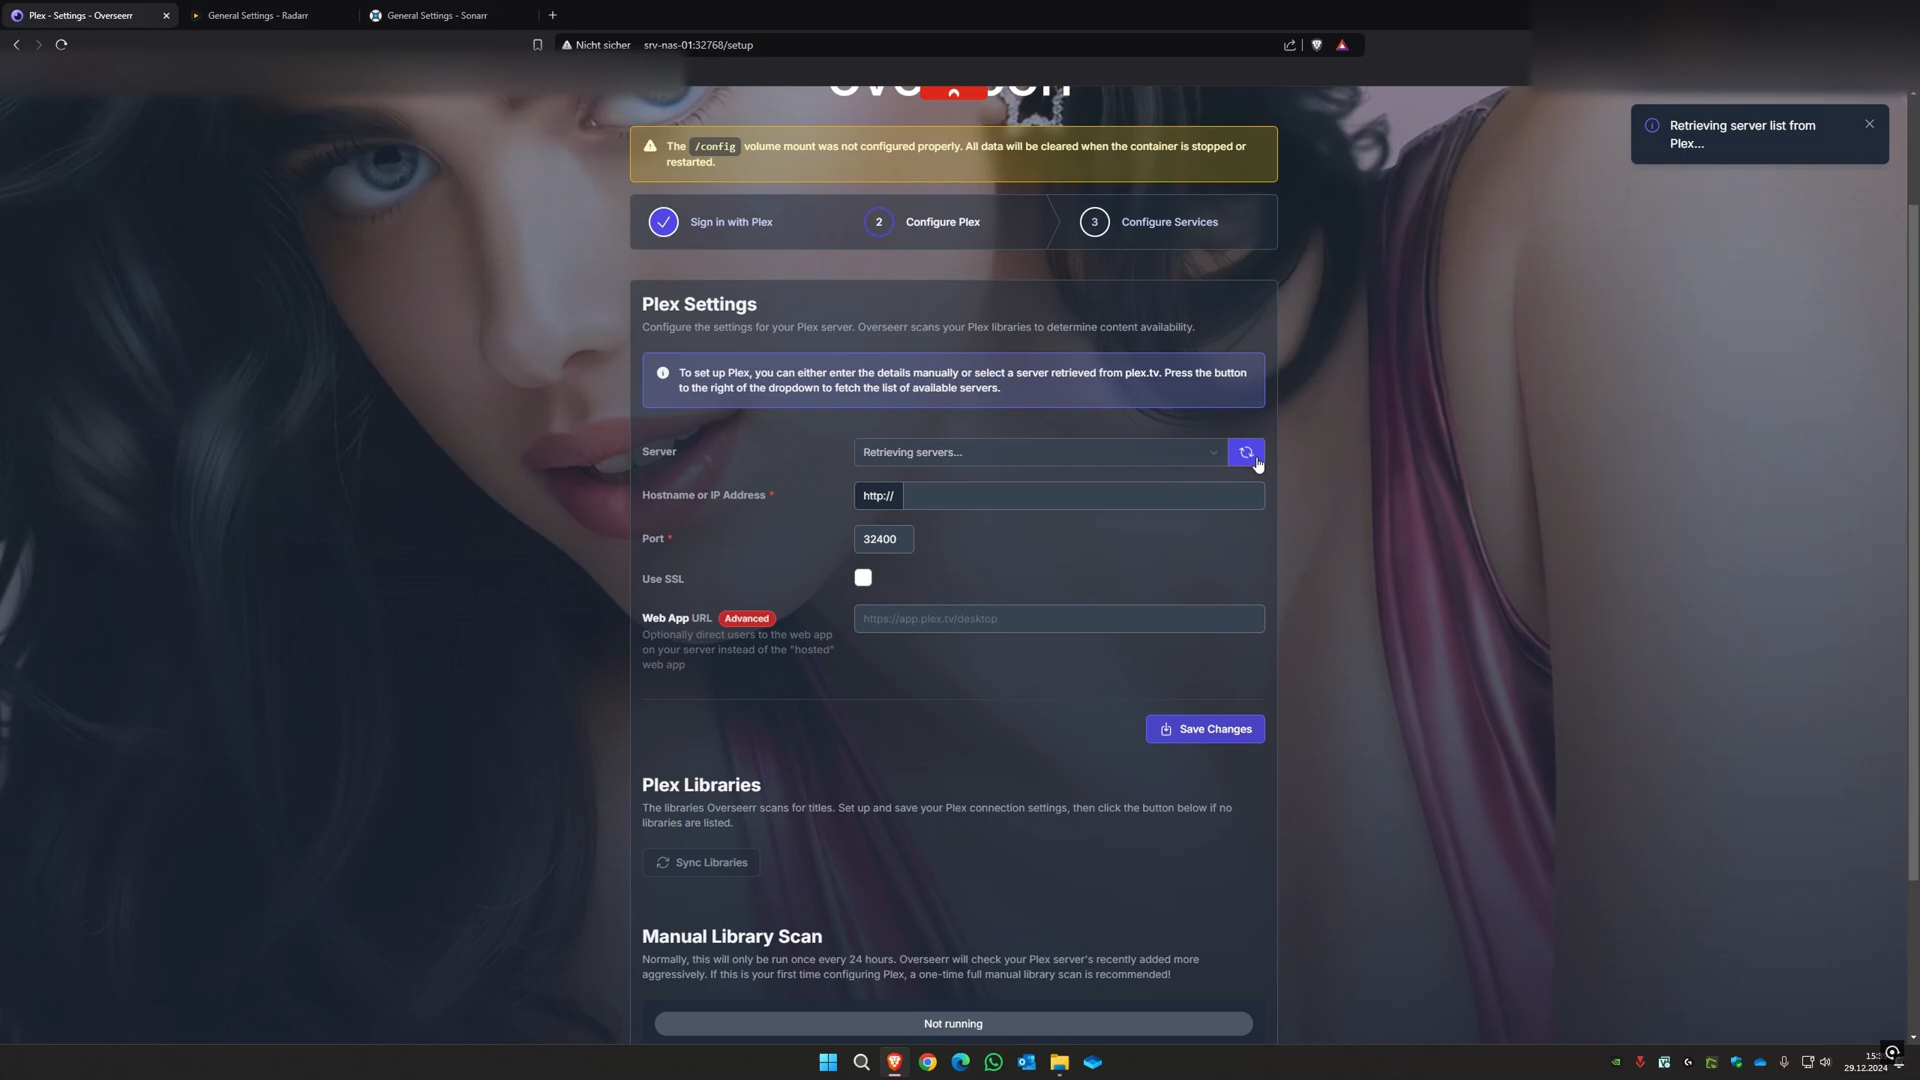 Plex - Settings - Overseerr
General Settings - Radarr
General Settings - Sonarr
Nicht sicher
srv-nas-01:32768/setup
Retrieving server list from
Plex...
The /config volume mount was not configured properly. All data will be cleared when the container is stopped or
restarted.
Sign in with Plex
2 Configure Plex
3 Configure Services
Plex Settings
Configure the settings for your Plex server. Overseerr scans your Plex libraries to determine content availability.
To set up Plex, you can either enter the details manually or select a server retrieved from plex.tv. Press the button
to the right of the dropdown to fetch the list of available servers.
Server
Retrieving servers...
Hostname or IP Address *
http://
Port *
32400
Use SSL
Web App URL Advanced
https://app.plex.tv/desktop
Optionally direct users to the web app
on your server instead of the "hosted"
web app
Save Changes
Plex Libraries
The libraries Overseerr scans for titles. Set up and save your Plex connection settings, then click the button below if no
libraries are listed.
Sync Libraries
Manual Library Scan
Normally, this will only be run once every 24 hours. Overseerr will check your Plex server's recently added more
aggressively. If this is your first time configuring Plex, a one-time full manual library scan is recommended!
Not running
29.12.2024